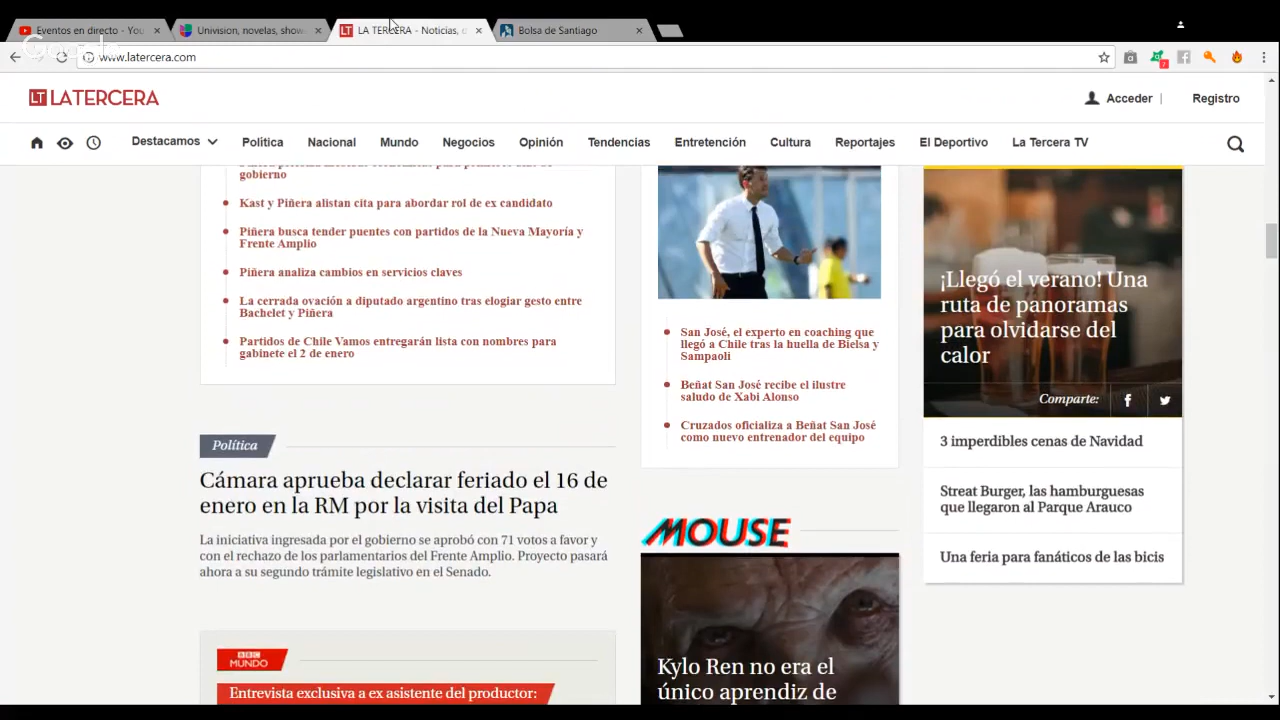 Eventos en directo - You
Univision, novelas, show
LA TERCERA - Noticias, d
Bolsa de Santiago
Google
www.latercera.com
LT LATERCERA
Acceder |
Registro
Destacamos
Política
Nacional
Mundo
Negocios
Opinión
Tendencias
Entretención
Cultura
Reportajes
El Deportivo
La Tercera TV
gobierno
Kast y Piñera alistan cita para abordar rol de ex candidato
Piñera busca tender puentes con partidos de la Nueva Mayoría y
Frente Amplio
Piñera analiza cambios en servicios claves
La cerrada ovación a diputado argentino tras elogiar gesto entre
Bachelet y Piñera
Partidos de Chile Vamos entregarán lista con nombres para
gabinete el 2 de enero
Política
Cámara aprueba declarar feriado el 16 de
enero en la RM por la visita del Papa
La iniciativa ingresada por el gobierno se aprobó con 71 votos a favor y
con el rechazo de los parlamentarios del Frente Amplio. Proyecto pasará
ahora a su segundo trámite legislativo en el Senado.
BBC
MUNDO
Entrevista exclusiva a ex asistente del productor:
San José, el experto en coaching que
llegó a Chile tras la huella de Bielsa y
Sampaoli
Beñat San José recibe el ilustre
saludo de Xabi Alonso
Cruzados oficializa a Beñat San José
como nuevo entrenador del equipo
MOUSE
Kylo Ren no era el
único aprendiz de
¡Llegó el verano! Una
ruta de panoramas
para olvidarse del
calor
Comparte:
3 imperdibles cenas de Navidad
Streat Burger, las hamburguesas
que llegaron al Parque Arauco
Una feria para fanáticos de las bicis